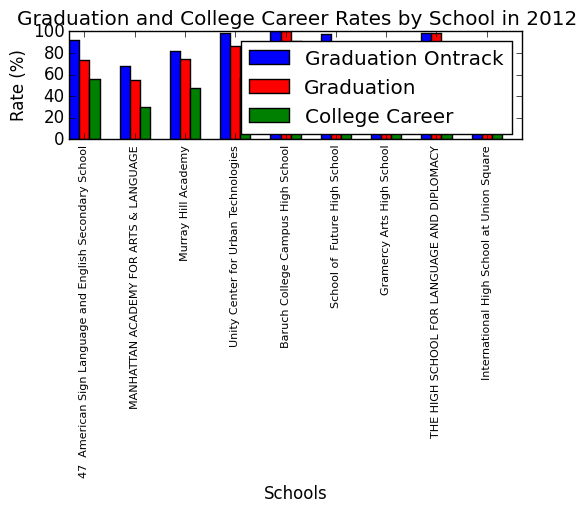 Graduation and College Career Rates by School in 2012
Rate (%)
100
80
60
40
20
0
Graduation Ontrack
Graduation
College Career
47  American Sign Language and English Secondary School
MANHATTAN ACADEMY FOR ARTS & LANGUAGE
Murray Hill Academy
Unity Center for Urban Technologies
Baruch College Campus High School
School of  Future High School
Gramercy Arts High School
THE HIGH SCHOOL FOR LANGUAGE AND DIPLOMACY
International High School at Union Square
Schools